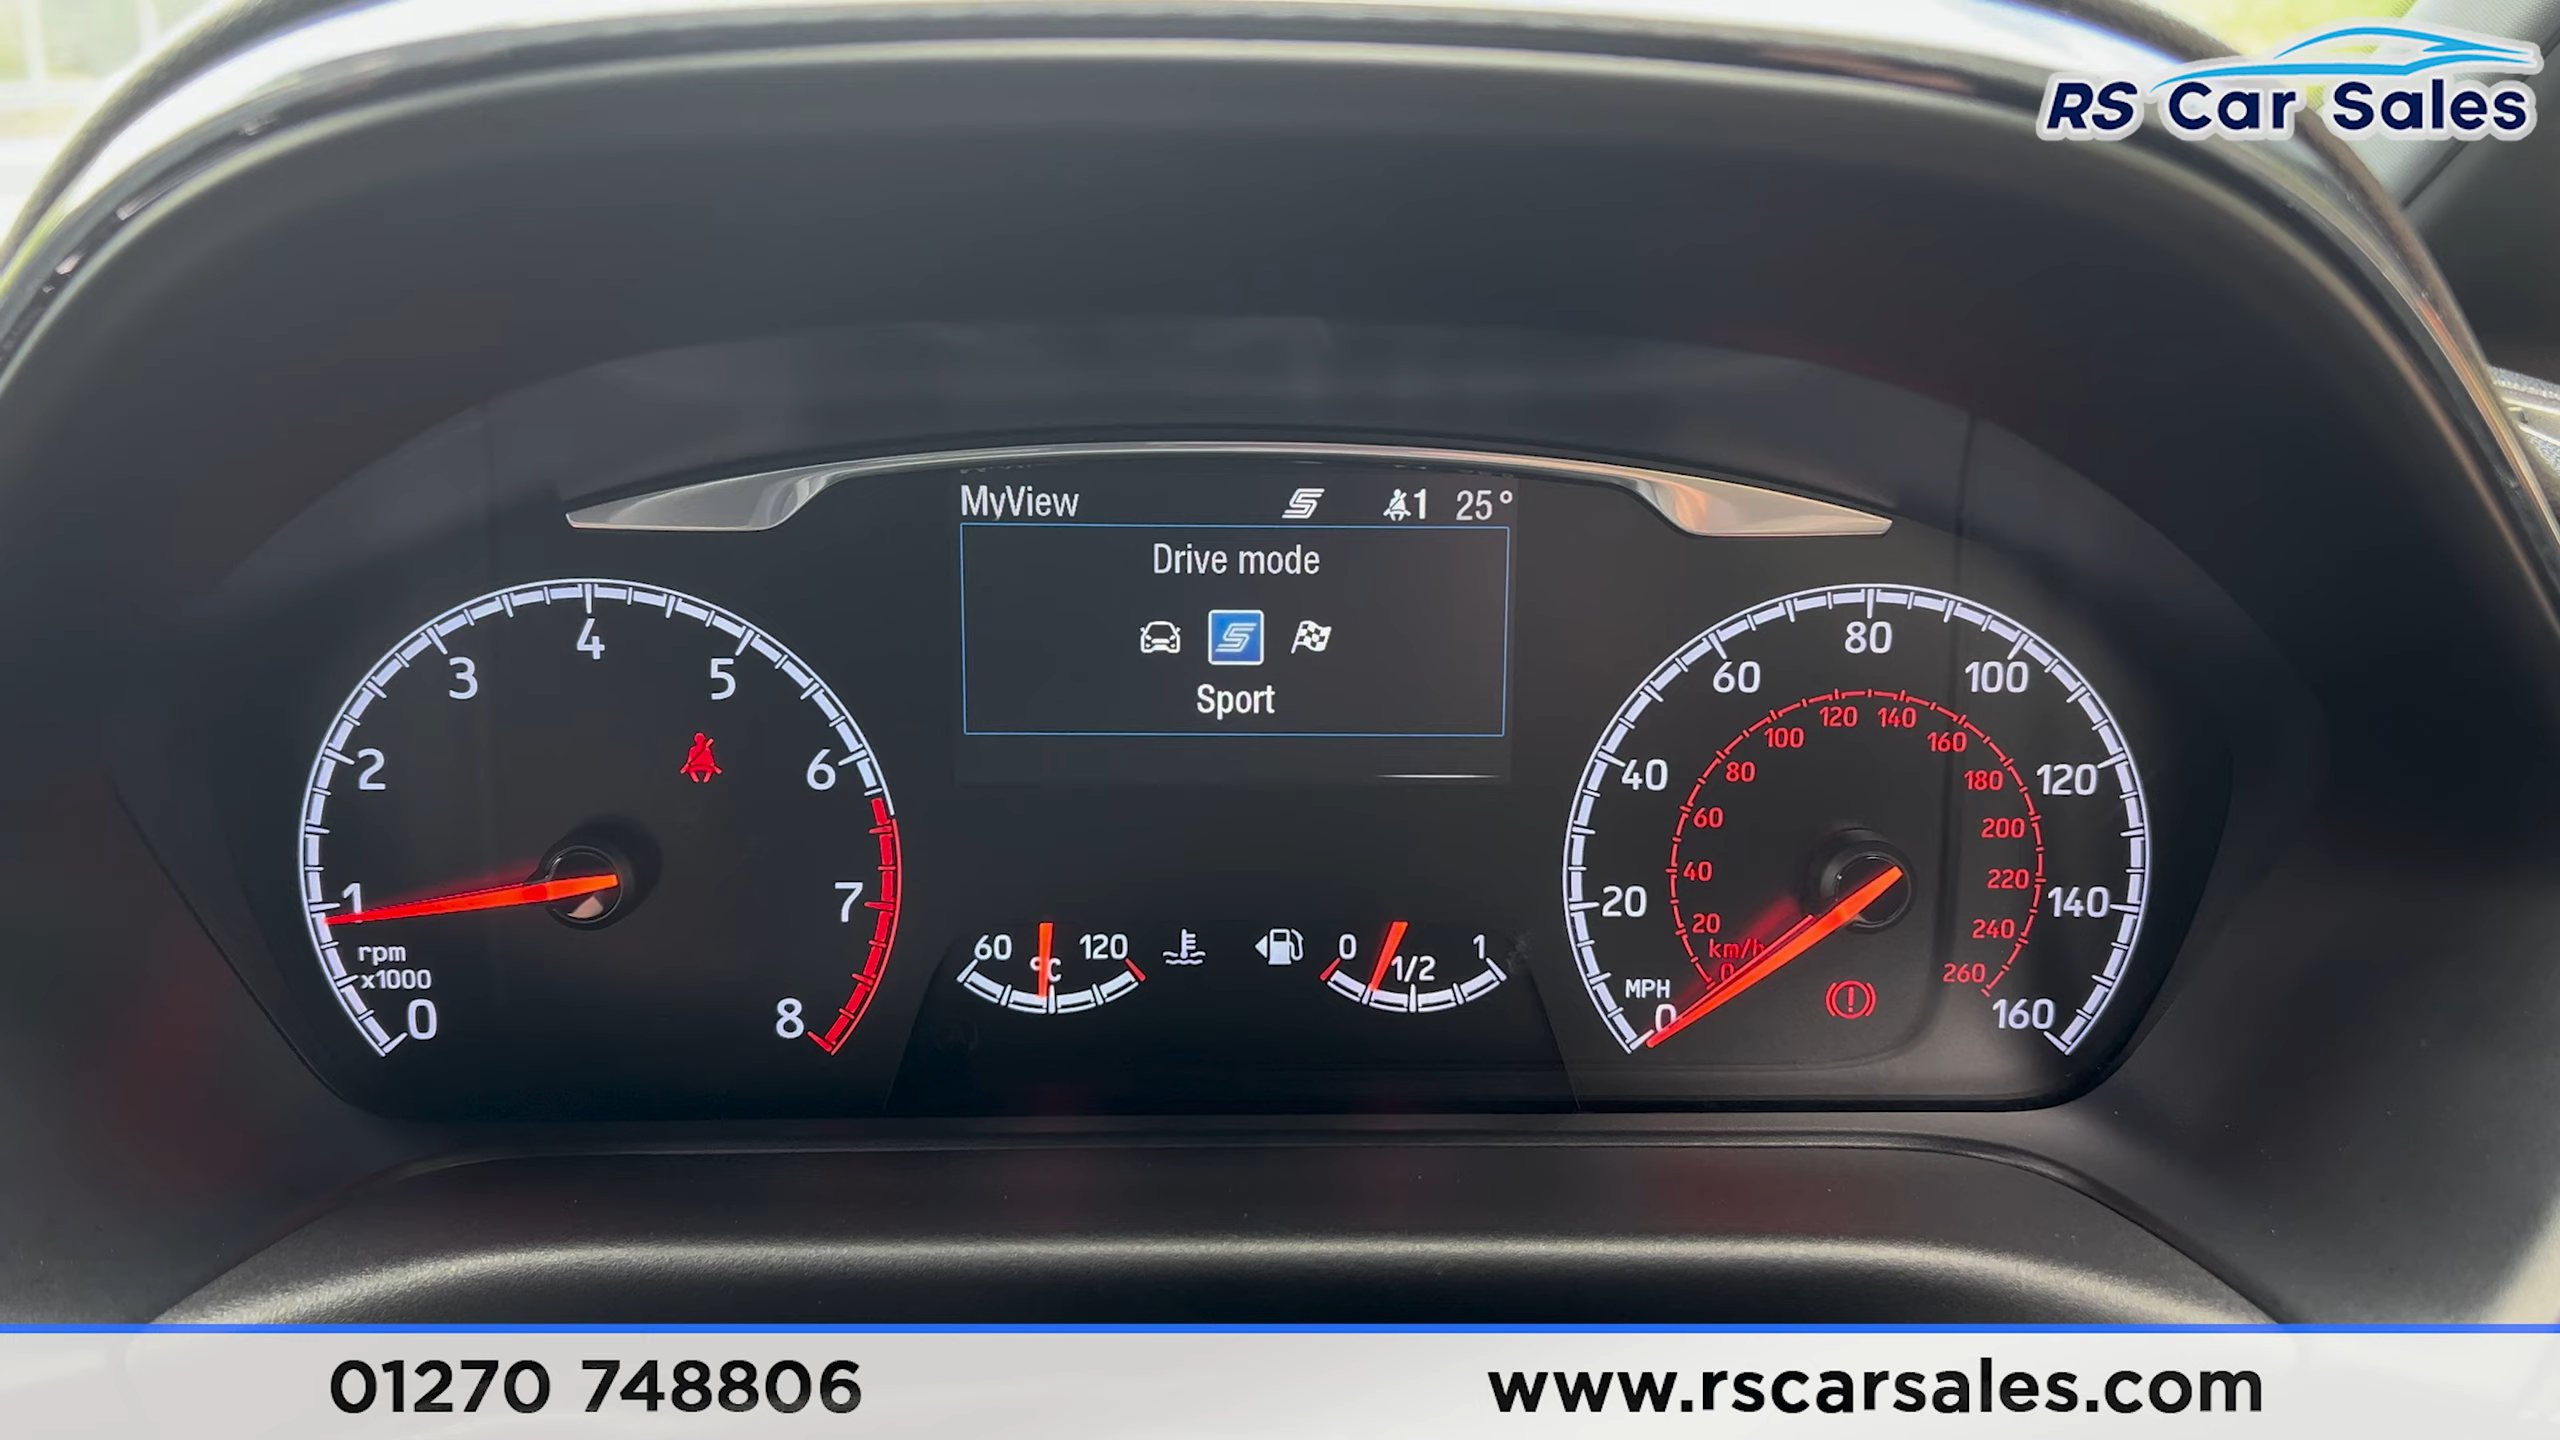 RS Car Sales
MyView 1 25°
Drive mode
Sport
0 1 2 3 4 5 6 7 8
rpm
x1000
60 120
°C
0 1/2 1
0 20 40 60 80 100 120 140 160
MPH
0 20 40 60 80 100 120 140 160 180 200 220 240 260
km/h
01270 748806
www.rscarsales.com